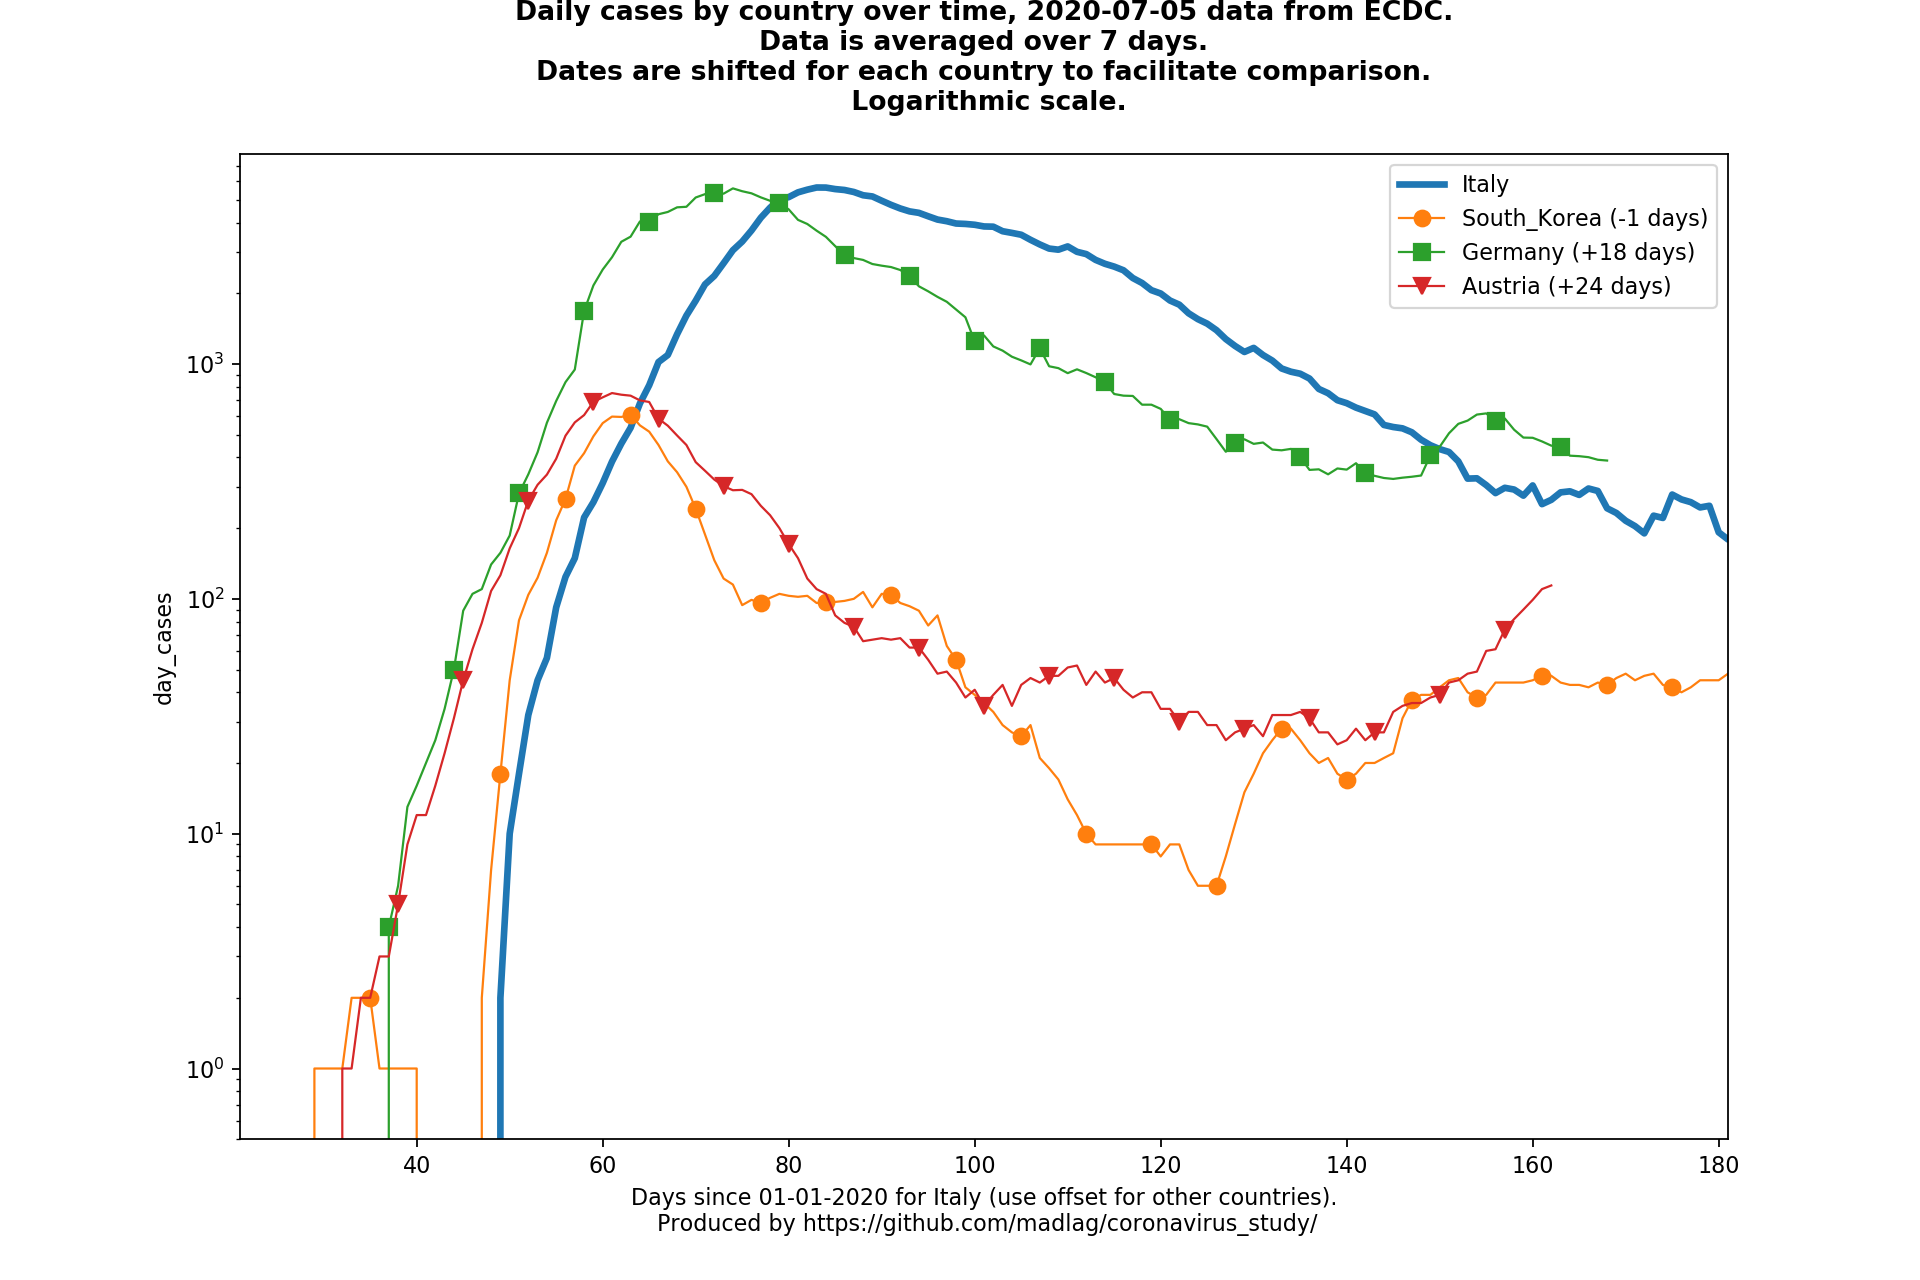 Daily cases by country over time, 2020-07-05 data from ECDC.
Data is averaged over 7 days.
Dates are shifted for each country to facilitate comparison.
Logarithmic scale.
Italy
South_Korea (-1 days)
Germany (+18 days)
Austria (+24 days)
day_cases
10³
10²
10¹
10⁰
40 60 80 100 120 140 160 180
Days since 01-01-2020 for Italy (use offset for other countries).
Produced by https://github.com/madlag/coronavirus_study/